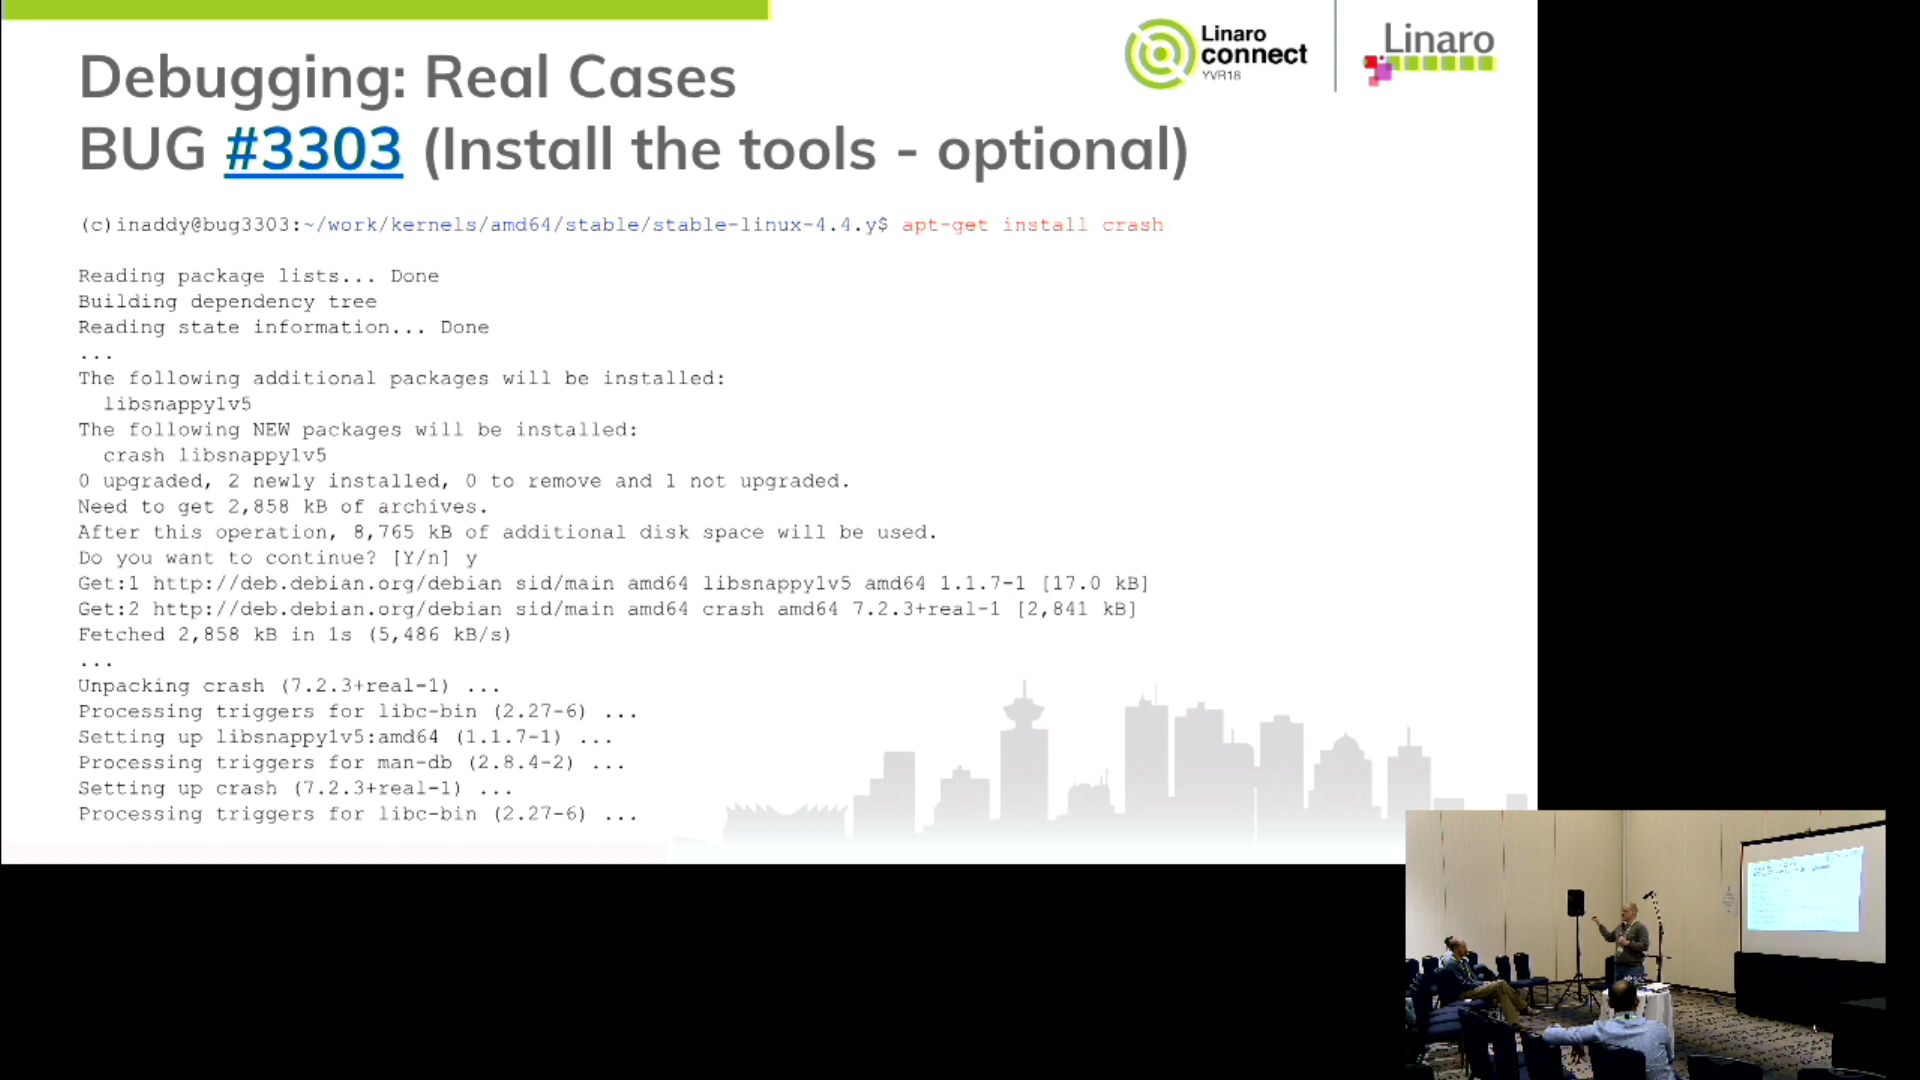 Debugging: Real Cases
BUG #3303 (Install the tools - optional)
Linaro
connect
YVR18
Linaro
(c)inaddy@bug3303:~/work/kernels/amd64/stable/stable-linux-4.4.y$ apt-get install crash
Reading package lists... Done
Building dependency tree
Reading state information... Done
...
The following additional packages will be installed:
libsnappy1v5
The following NEW packages will be installed:
crash libsnappy1v5
0 upgraded, 2 newly installed, 0 to remove and 1 not upgraded.
Need to get 2,858 kB of archives.
After this operation, 8,765 kB of additional disk space will be used.
Do you want to continue? [Y/n] y
Get:1 http://deb.debian.org/debian sid/main amd64 libsnappy1v5 amd64 1.1.7-1 [17.0 kB]
Get:2 http://deb.debian.org/debian sid/main amd64 crash amd64 7.2.3+real-1 [2,841 kB]
Fetched 2,858 kB in 1s (5,486 kB/s)
...
Unpacking crash (7.2.3+real-1) ...
Processing triggers for libc-bin (2.27-6) ...
Setting up libsnappy1v5:amd64 (1.1.7-1) ...
Processing triggers for man-db (2.8.4-2) ...
Setting up crash (7.2.3+real-1) ...
Processing triggers for libc-bin (2.27-6) ...